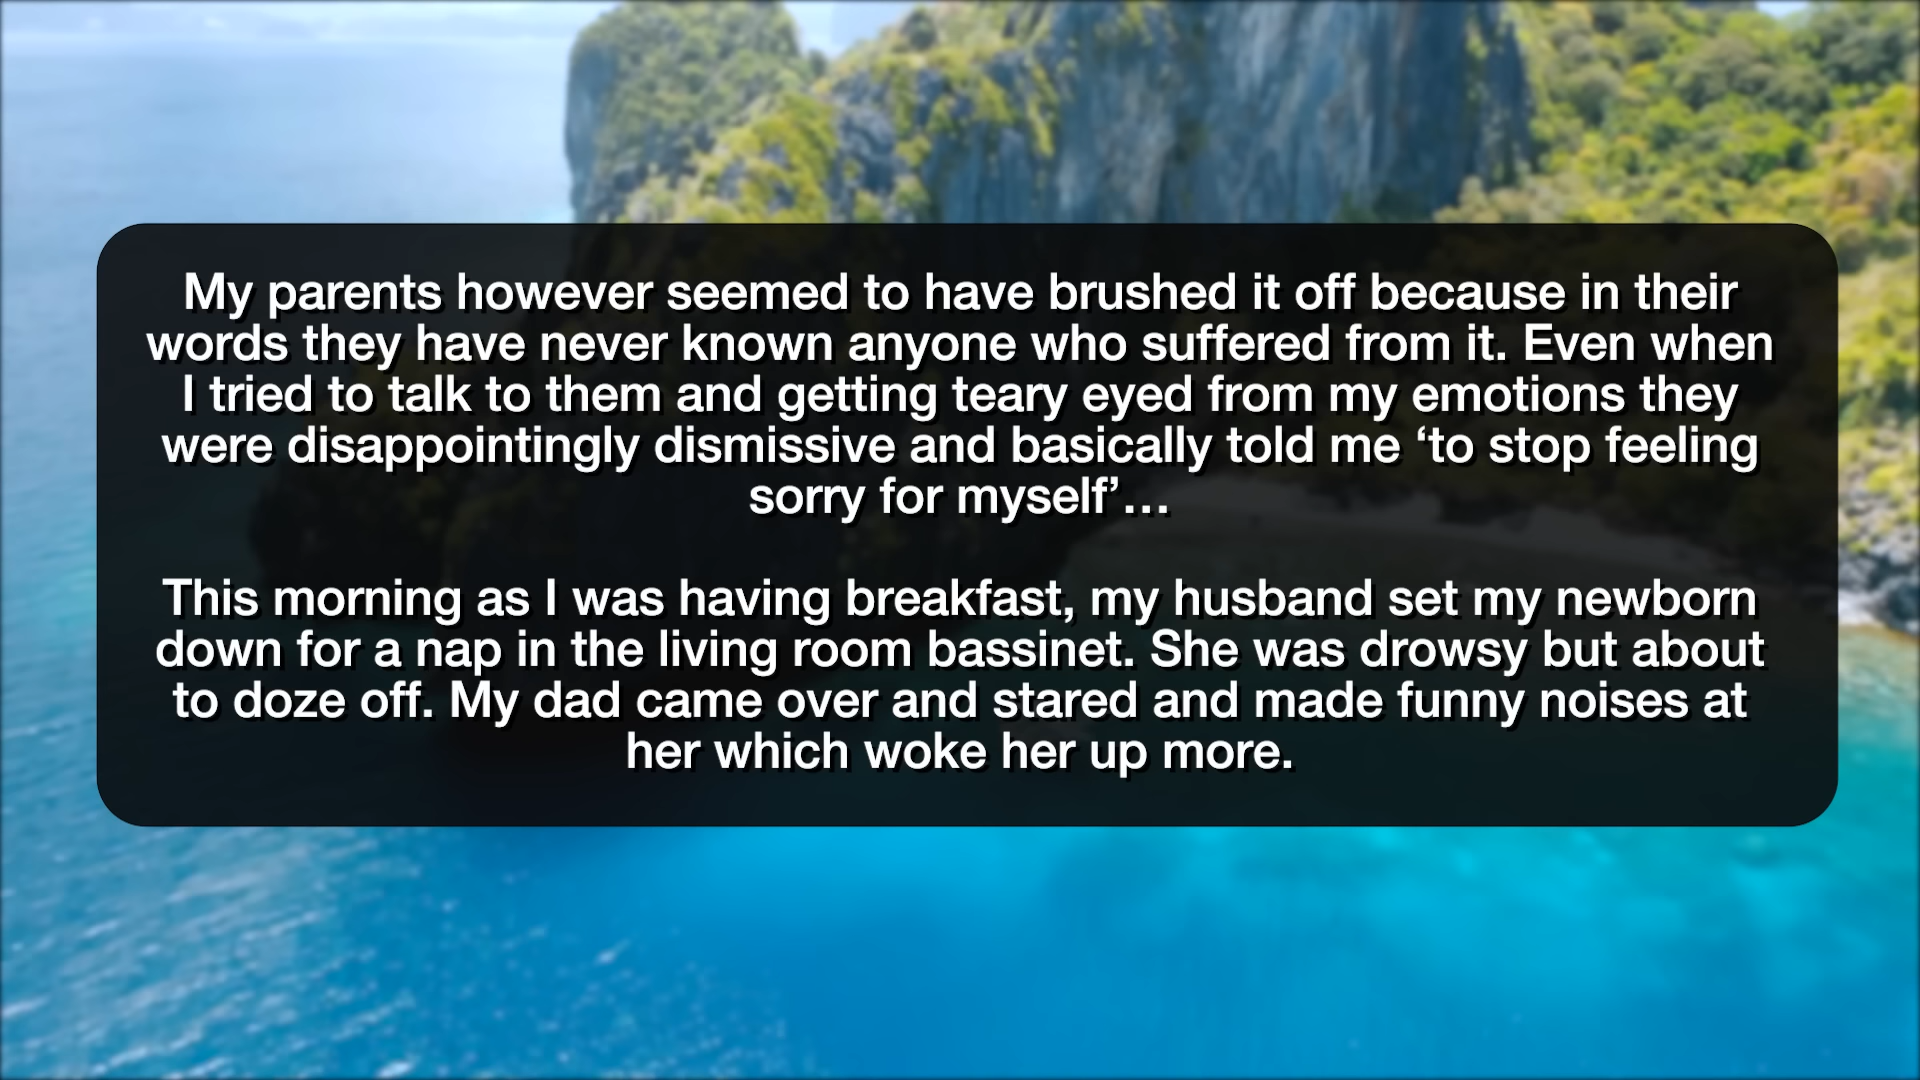 My parents however seemed to have brushed it off because in their
words they have never known anyone who suffered from it. Even when
I tried to talk to them and getting teary eyed from my emotions they
were disappointingly dismissive and basically told me ‘to stop feeling
sorry for myself’…
This morning as I was having breakfast, my husband set my newborn
down for a nap in the living room bassinet. She was drowsy but about
to doze off. My dad came over and stared and made funny noises at
her which woke her up more.